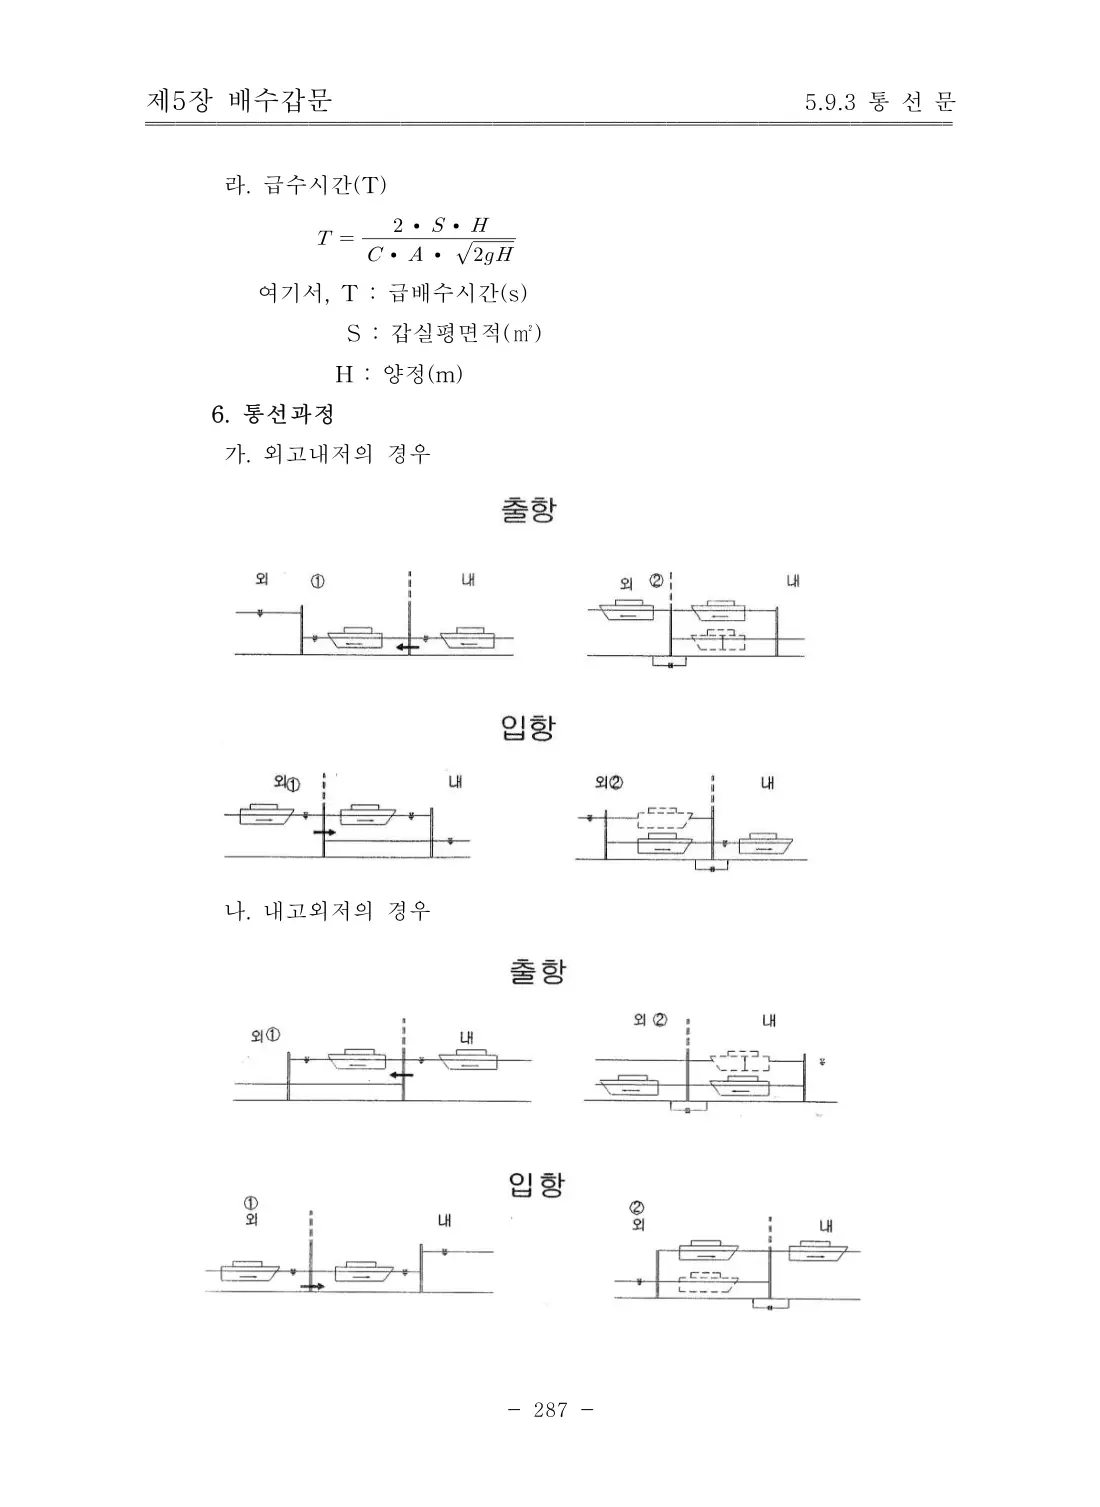 제5장 배수갑문
5.9.3 통 선 문
라. 급수시간(T)
T = 2 • S • H / C • A • √2gH
여기서, T : 급배수시간(s)
S : 갑실평면적(㎡)
H : 양정(m)
6. 통선과정
가. 외고내저의 경우
출항
외 ① 내
외 ② 내
입항
외① 내
외② 내
나. 내고외저의 경우
출항
외① 내
외② 내
입항
①
외 내
②
외 내
- 287 -